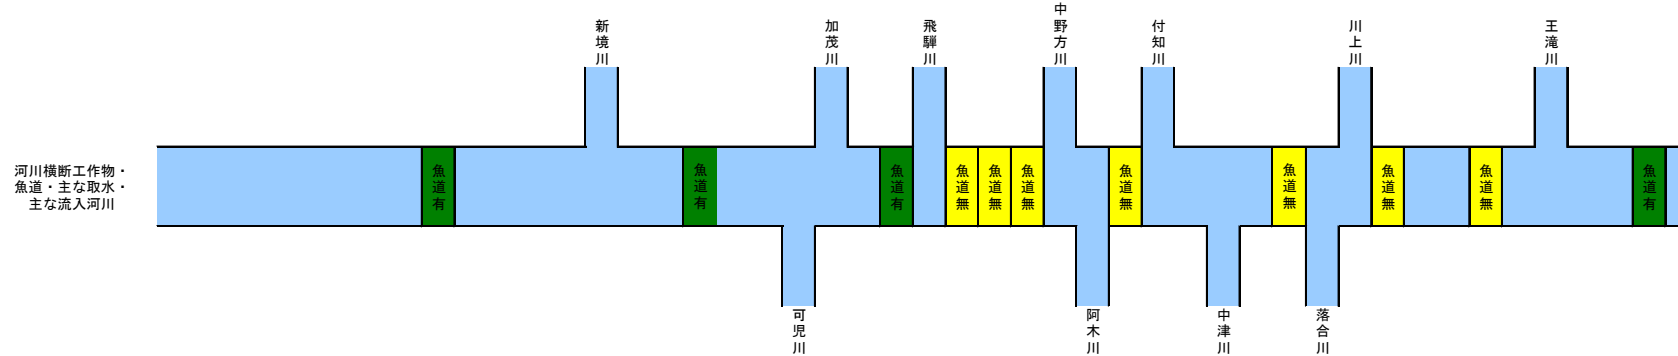 新境川
加茂川
飛騨川
中野方川
付知川
川上川
王滝川
河川横断工作物・
魚道・主な取水・
主な流入河川
魚道有
魚道有
魚道有
魚道無
魚道無
魚道無
魚道無
魚道無
魚道無
魚道無
魚道有
可児川
阿木川
中津川
落合川